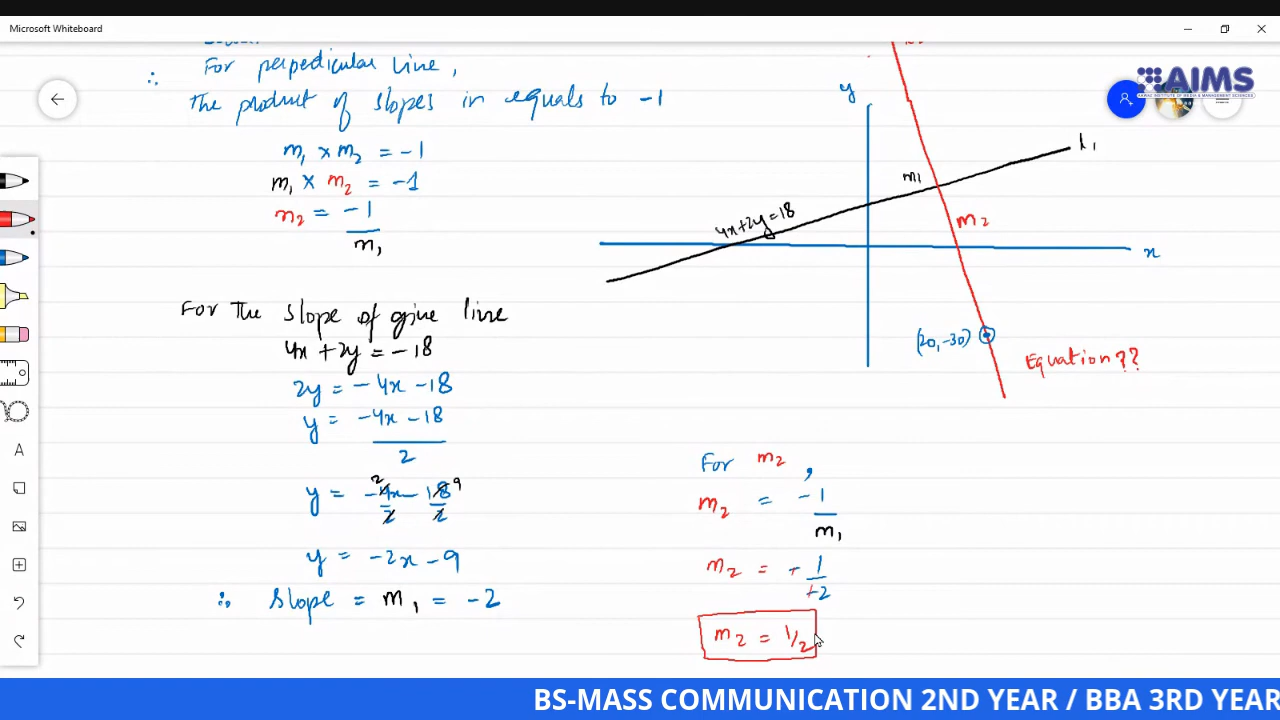 Microsoft Whiteboard
AIMS
∴ For perpedicular line,
The product of slopes in equals to -1
m₁ × m₂ = -1
m₁ × m₂ = -1
m₂ = -1
m₁
For the slope of give line
4x + 2y = -18
2y = -4x - 18
y = -4x - 18
2
y = -4x - 18
2 2
2 9
y = -2x - 9
∴ Slope = m₁ = -2
y
L₁
m₁
4x+2y=18
m₂
x
(20,-30)
Equation??
For m₂,
m₂ = -1
m₁
m₂ = + 1
+2
m₂ = 1/2
A
BS-MASS COMMUNICATION 2ND YEAR / BBA 3RD YEAR